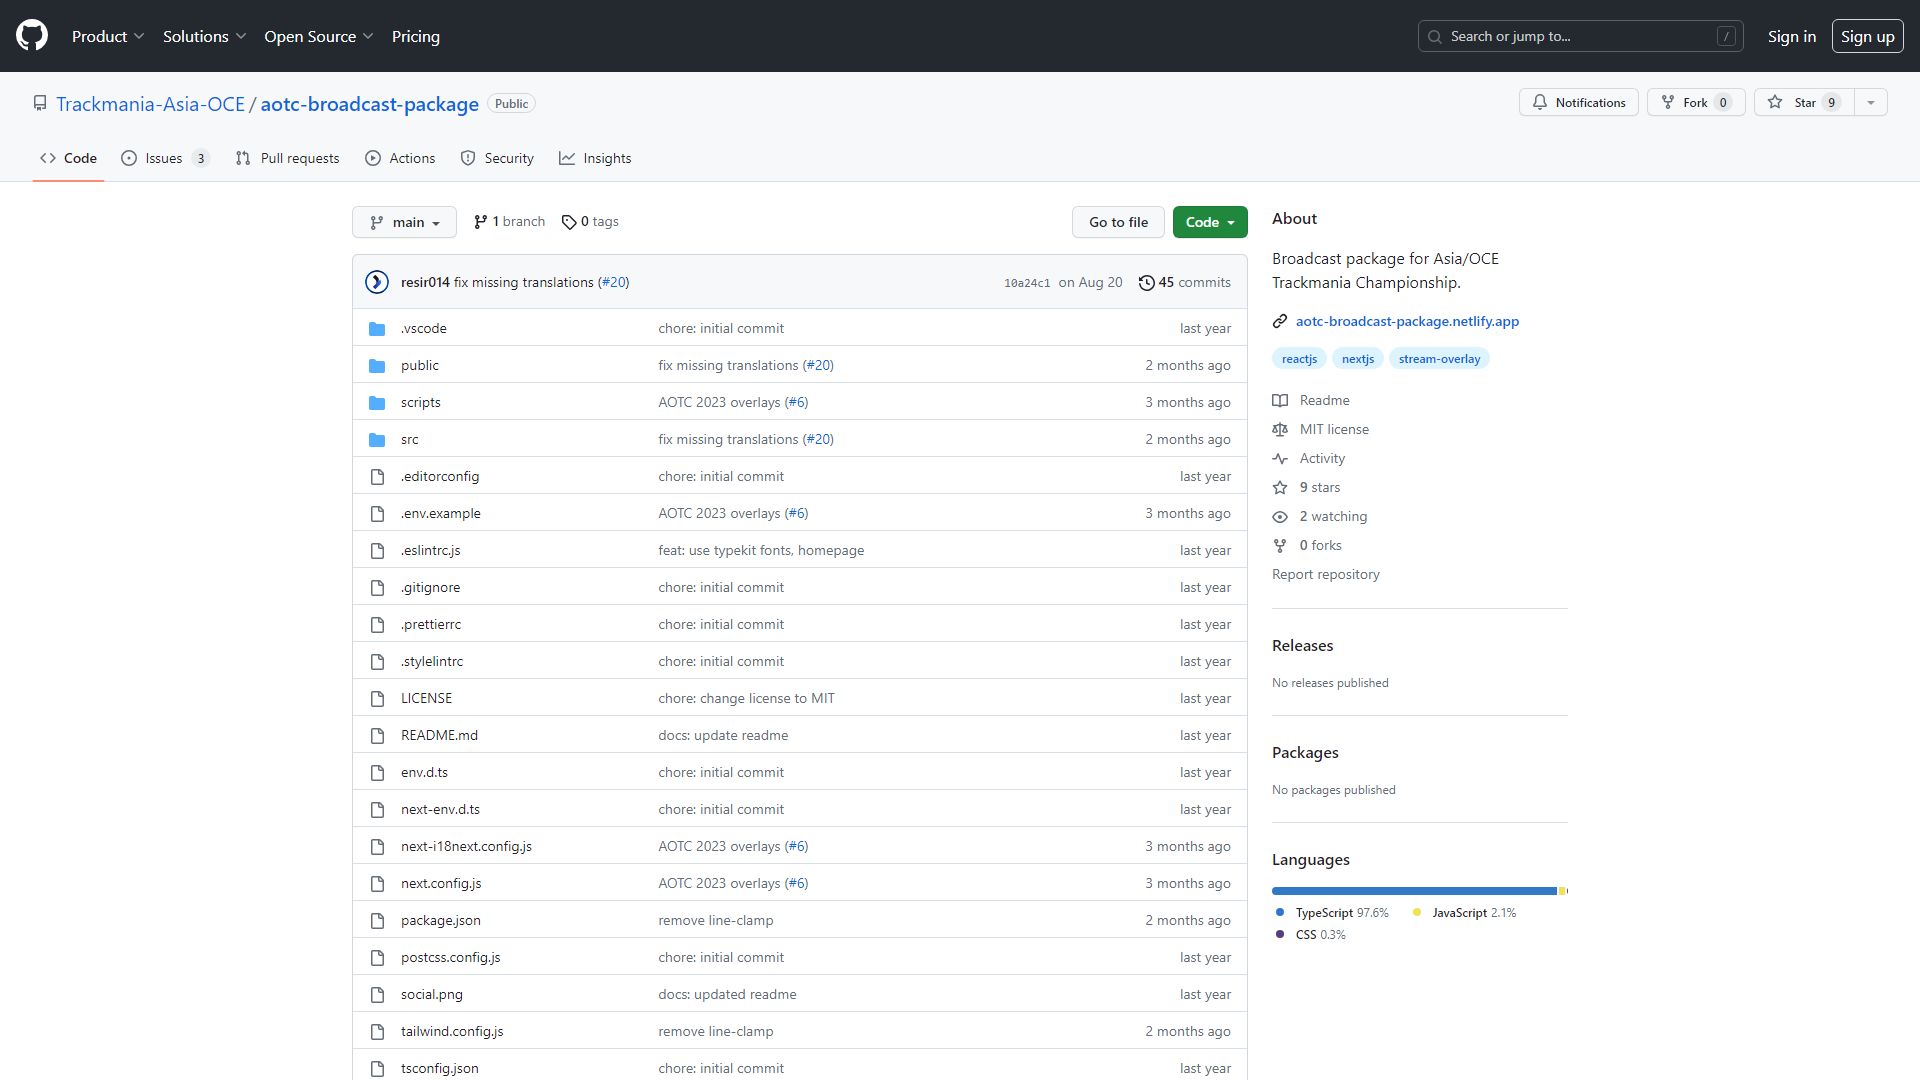 Product Solutions Open Source Pricing Search or jump to... / Sign in Sign up
Trackmania-Asia-OCE / aotc-broadcast-package Public Notifications Fork 0 Star 9
Code Issues 3 Pull requests Actions Security Insights
main 1 branch 0 tags Go to file Code
resir014 fix missing translations (#20) 10a24c1 on Aug 20 45 commits
.vscode chore: initial commit last year
public fix missing translations (#20) 2 months ago
scripts AOTC 2023 overlays (#6) 3 months ago
src fix missing translations (#20) 2 months ago
.editorconfig chore: initial commit last year
.env.example AOTC 2023 overlays (#6) 3 months ago
.eslintrc.js feat: use typekit fonts, homepage last year
.gitignore chore: initial commit last year
.prettierrc chore: initial commit last year
.stylelintrc chore: initial commit last year
LICENSE chore: change license to MIT last year
README.md docs: update readme last year
env.d.ts chore: initial commit last year
next-env.d.ts chore: initial commit last year
next-i18next.config.js AOTC 2023 overlays (#6) 3 months ago
next.config.js AOTC 2023 overlays (#6) 3 months ago
package.json remove line-clamp 2 months ago
postcss.config.js chore: initial commit last year
social.png docs: updated readme last year
tailwind.config.js remove line-clamp 2 months ago
tsconfig.json chore: initial commit last year
About
Broadcast package for Asia/OCE
Trackmania Championship.
aotc-broadcast-package.netlify.app
reactjs nextjs stream-overlay
Readme
MIT license
Activity
9 stars
2 watching
0 forks
Report repository
Releases
No releases published
Packages
No packages published
Languages
TypeScript 97.6% JavaScript 2.1%
CSS 0.3%